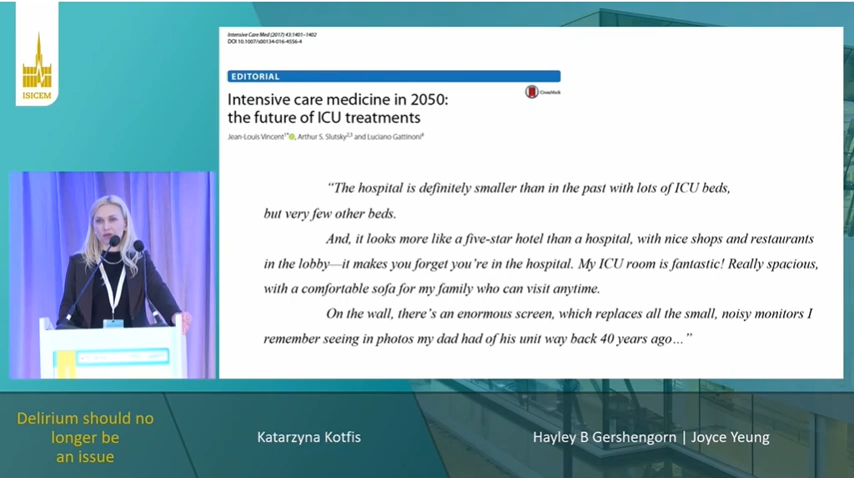 ISICEM
Intensive Care Med (2017) 43:1401–1402
DOI 10.1007/s00134-016-4556-4
EDITORIAL
CrossMark
Intensive care medicine in 2050:
the future of ICU treatments
Jean-Louis Vincent1*, Arthur S. Slutsky2,3 and Luciano Gattinoni4
“The hospital is definitely smaller than in the past with lots of ICU beds,
but very few other beds.
And, it looks more like a five-star hotel than a hospital, with nice shops and restaurants
in the lobby—it makes you forget you’re in the hospital. My ICU room is fantastic! Really spacious,
with a comfortable sofa for my family who can visit anytime.
On the wall, there’s an enormous screen, which replaces all the small, noisy monitors I
remember seeing in photos my dad had of his unit way back 40 years ago…”
Delirium should no
longer be
an issue
Katarzyna Kotfis
Hayley B Gershengorn | Joyce Yeung